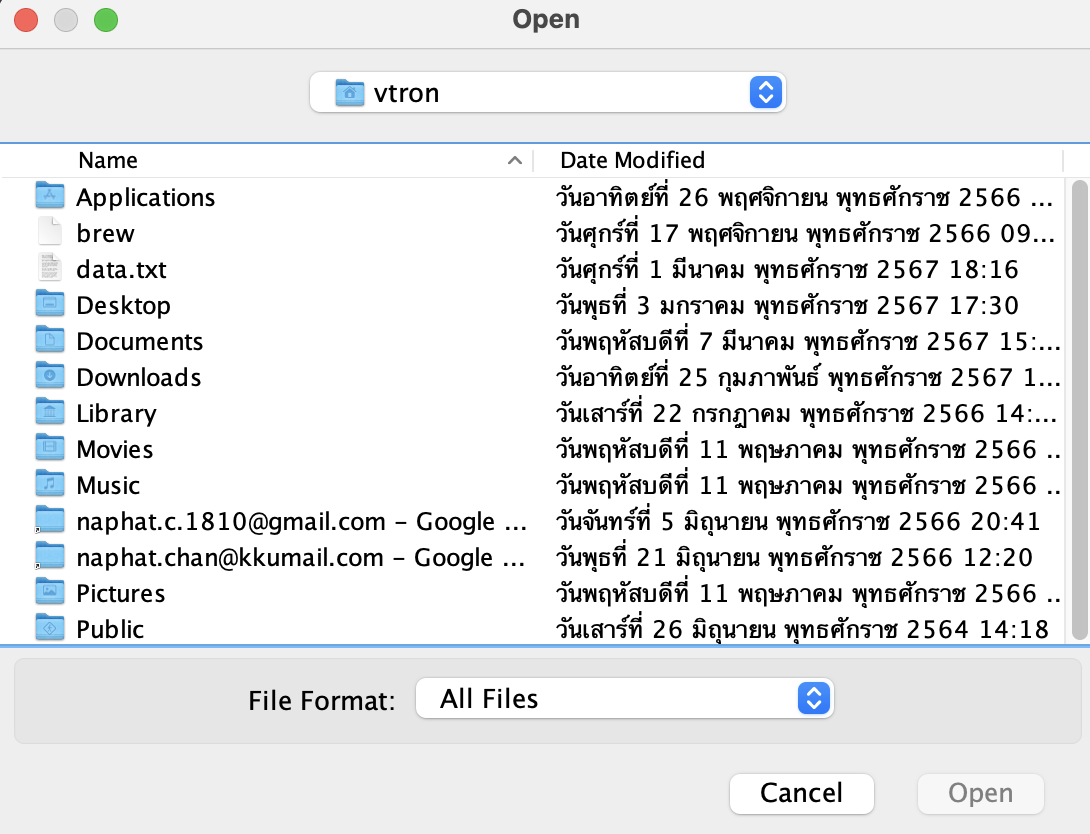 Open
vtron
Name Date Modified
Applications วันอาทิตย์ที่ 26 พฤศจิกายน พุทธศักราช 2566 ...
brew วันศุกร์ที่ 17 พฤศจิกายน พุทธศักราช 2566 09...
data.txt วันศุกร์ที่ 1 มีนาคม พุทธศักราช 2567 18:16
Desktop วันพุธที่ 3 มกราคม พุทธศักราช 2567 17:30
Documents วันพฤหัสบดีที่ 7 มีนาคม พุทธศักราช 2567 15:...
Downloads วันอาทิตย์ที่ 25 กุมภาพันธ์ พุทธศักราช 2567 1...
Library วันเสาร์ที่ 22 กรกฎาคม พุทธศักราช 2566 14:...
Movies วันพฤหัสบดีที่ 11 พฤษภาคม พุทธศักราช 2566 ..
Music วันพฤหัสบดีที่ 11 พฤษภาคม พุทธศักราช 2566 ..
naphat.c.1810@gmail.com – Google ... วันจันทร์ที่ 5 มิถุนายน พุทธศักราช 2566 20:41
naphat.chan@kkumail.com – Google ... วันพุธที่ 21 มิถุนายน พุทธศักราช 2566 12:20
Pictures วันพฤหัสบดีที่ 11 พฤษภาคม พุทธศักราช 2566 ..
Public วันเสาร์ที่ 26 มิถุนายน พุทธศักราช 2564 14:18
File Format: All Files
Cancel Open